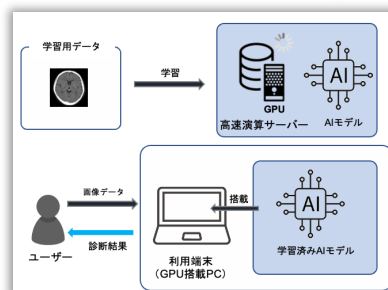 学習用データ
学習
GPU
高速演算サーバー
AI
AIモデル
画像データ
診断結果
ユーザー
利用端末
（GPU搭載PC）
搭載
AI
学習済みAIモデル